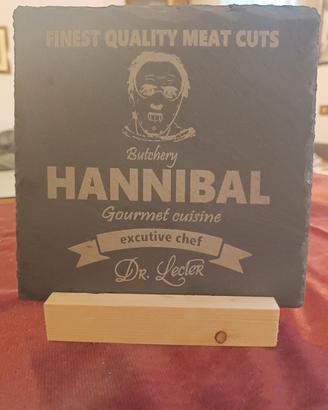 FINEST QUALITY MEAT CUTS
Butchery
HANNIBAL
Gourmet cuisine
excutive chef
Dr. Lecter